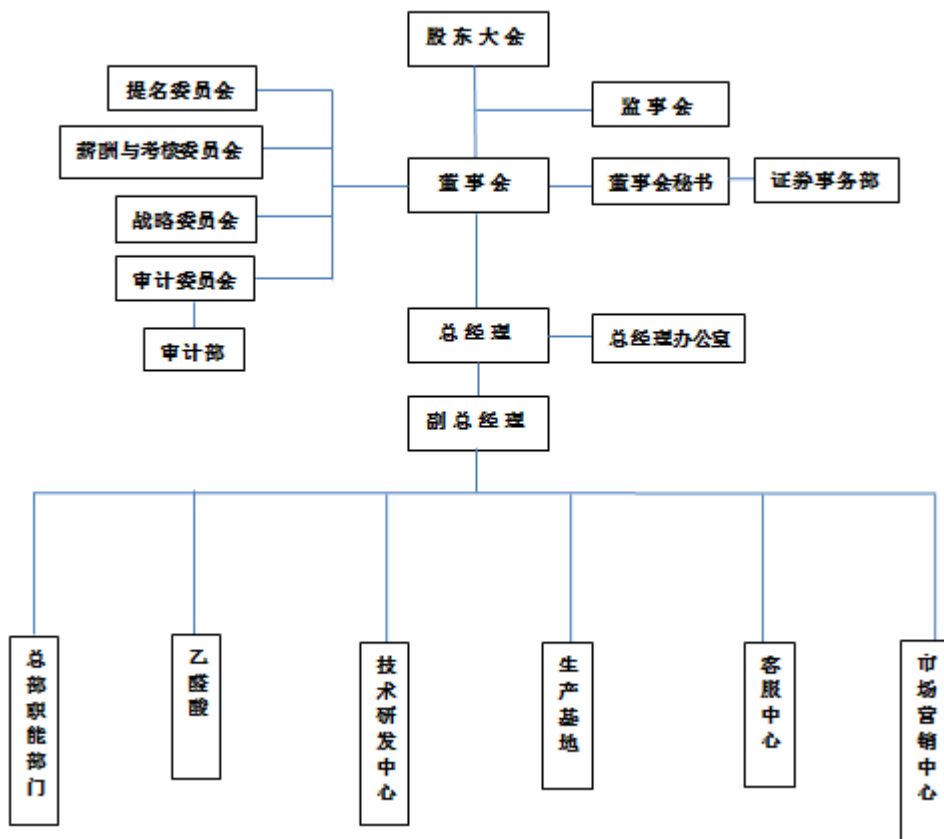 股东大会
提名委员会
监事会
薪酬与考核委员会
董事会
董事会秘书
证券事务部
战略委员会
审计委员会
总经理
总经理办公室
审计部
副总经理
总部职能部门
乙醛酸
技术研发中心
生产基地
客服中心
市场营销中心